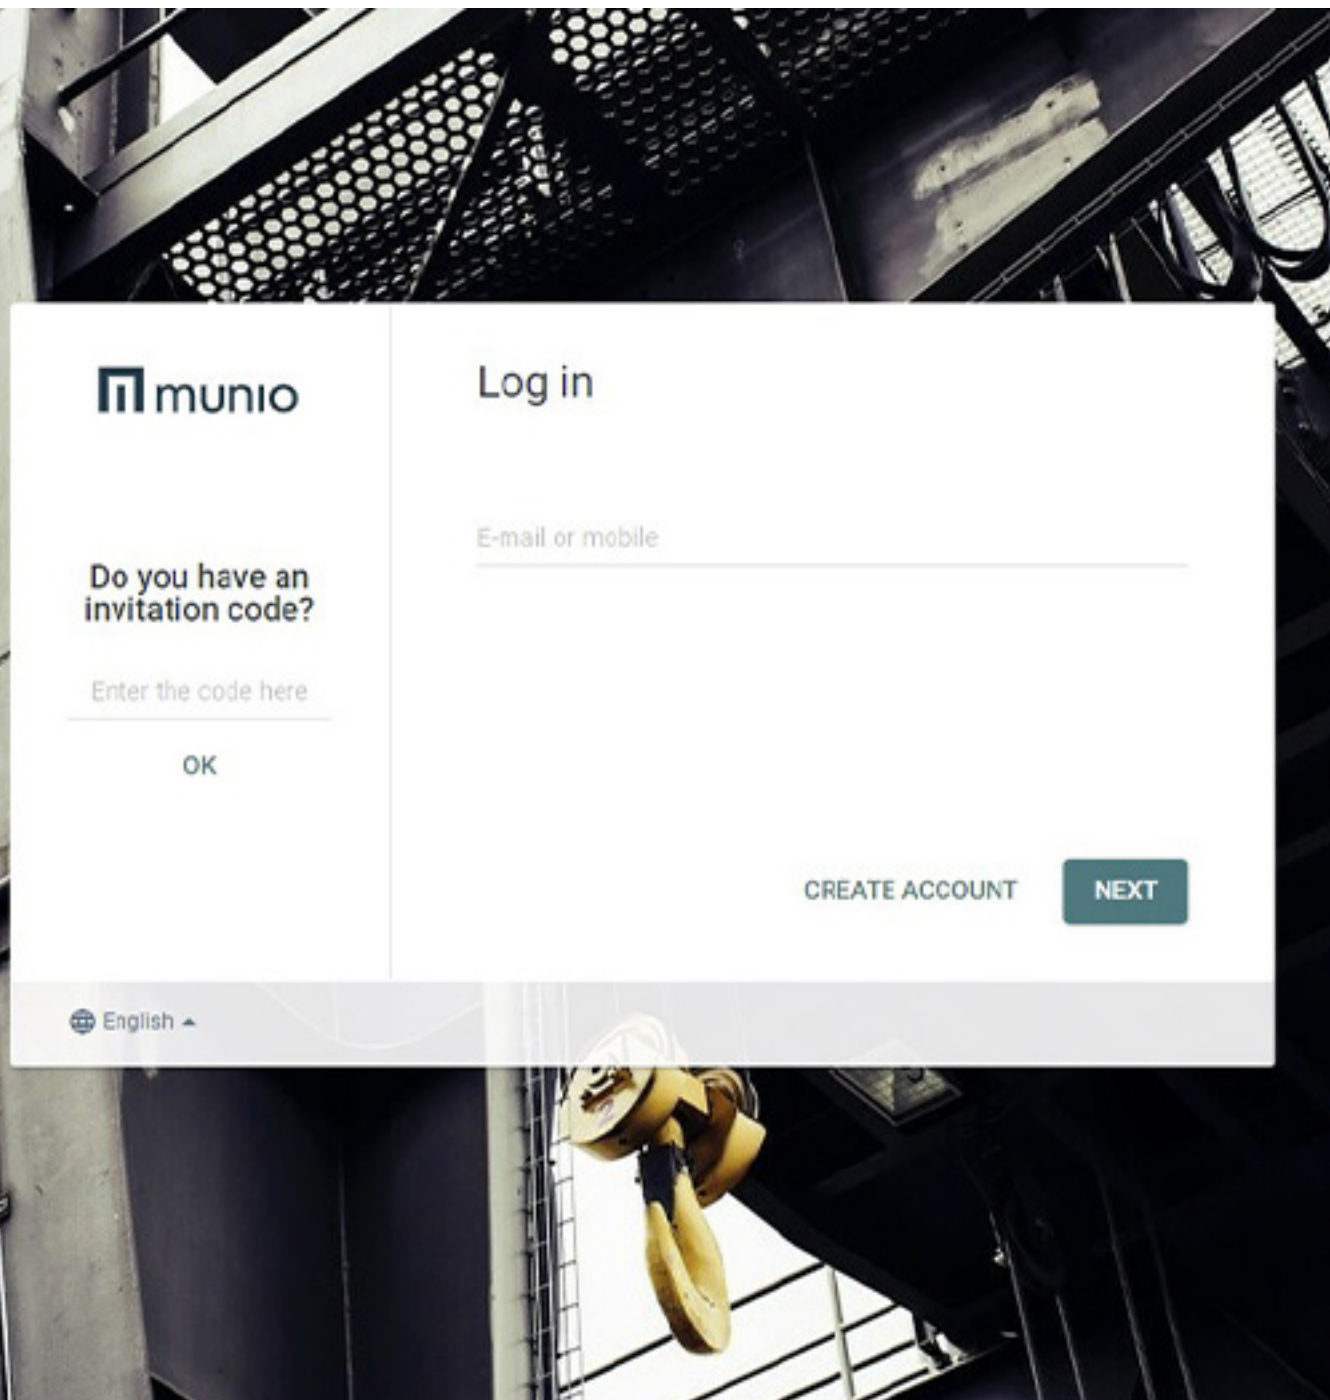 munio
Do you have an
invitation code?
Enter the code here
OK
Log in
E-mail or mobile
CREATE ACCOUNT
NEXT
English